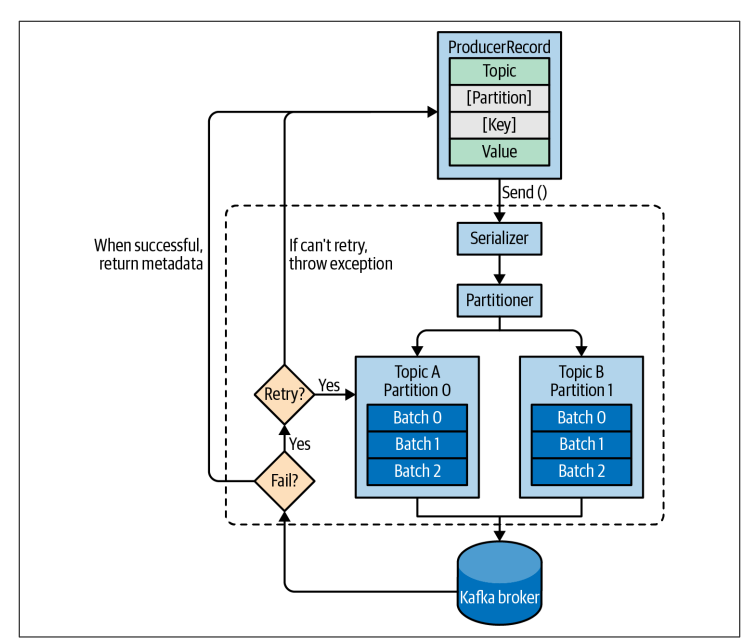 ProducerRecord
Topic
[Partition]
[Key]
Value
Send ()
Serializer
Partitioner
When successful,
return metadata
If can't retry,
throw exception
Topic A
Partition 0
Batch 0
Batch 1
Batch 2
Topic B
Partition 1
Batch 0
Batch 1
Batch 2
Retry?
Yes
Yes
Fail?
Kafka broker